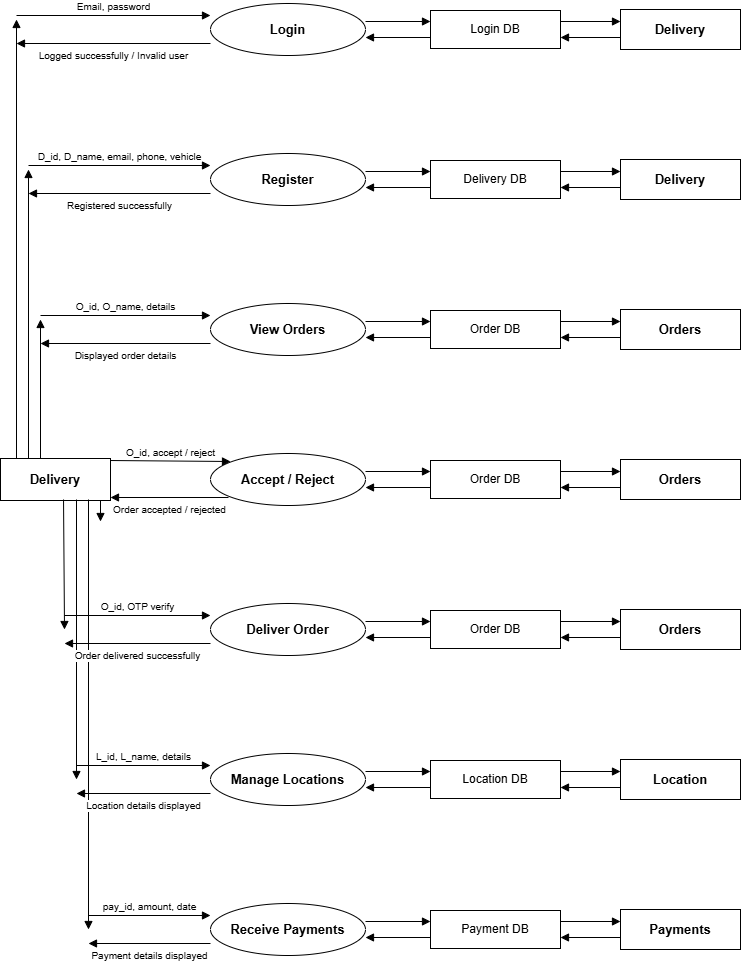 Email, password
Login
Login DB
Delivery
Logged successfully / Invalid user
D_id, D_name, email, phone, vehicle
Register
Delivery DB
Delivery
Registered successfully
O_id, O_name, details
View Orders
Order DB
Orders
Displayed order details
O_id, accept / reject
Delivery
Accept / Reject
Order DB
Orders
Order accepted / rejected
O_id, OTP verify
Deliver Order
Order DB
Orders
Order delivered successfully
L_id, L_name, details
Manage Locations
Location DB
Location
Location details displayed
pay_id, amount, date
Receive Payments
Payment DB
Payments
Payment details displayed